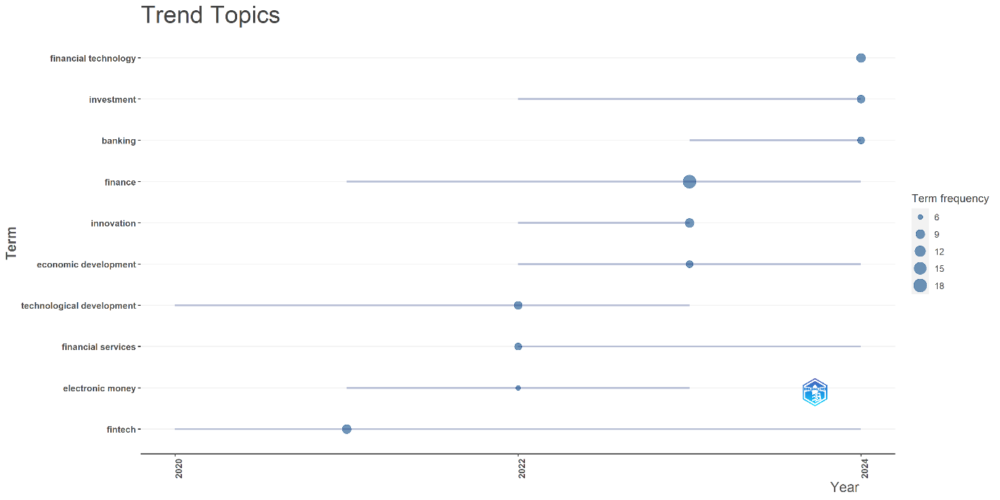 Trend Topics
financial technology
investment
banking
finance
innovation
economic development
technological development
financial services
electronic money
fintech
Term
2020
2022
2024
Year
Term frequency
6
9
12
15
18